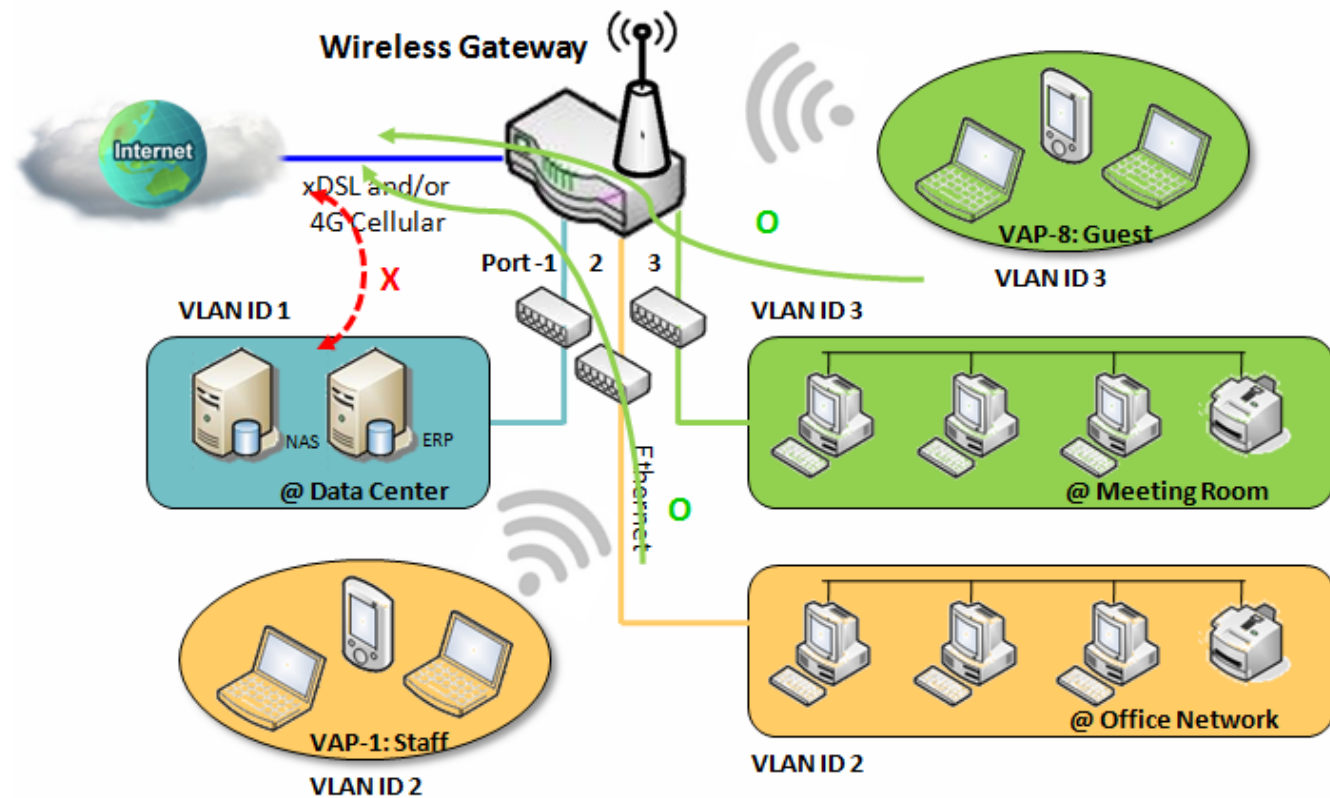 Wireless Gateway
Internet
xDSL and/or
4G Cellular
O
VAP-8: Guest
VLAN ID 3
Port -1
2
3
X
VLAN ID 1
VLAN ID 3
NAS
ERP
@ Data Center
Ethernet
O
@ Meeting Room
VAP-1: Staff
VLAN ID 2
@ Office Network
VLAN ID 2